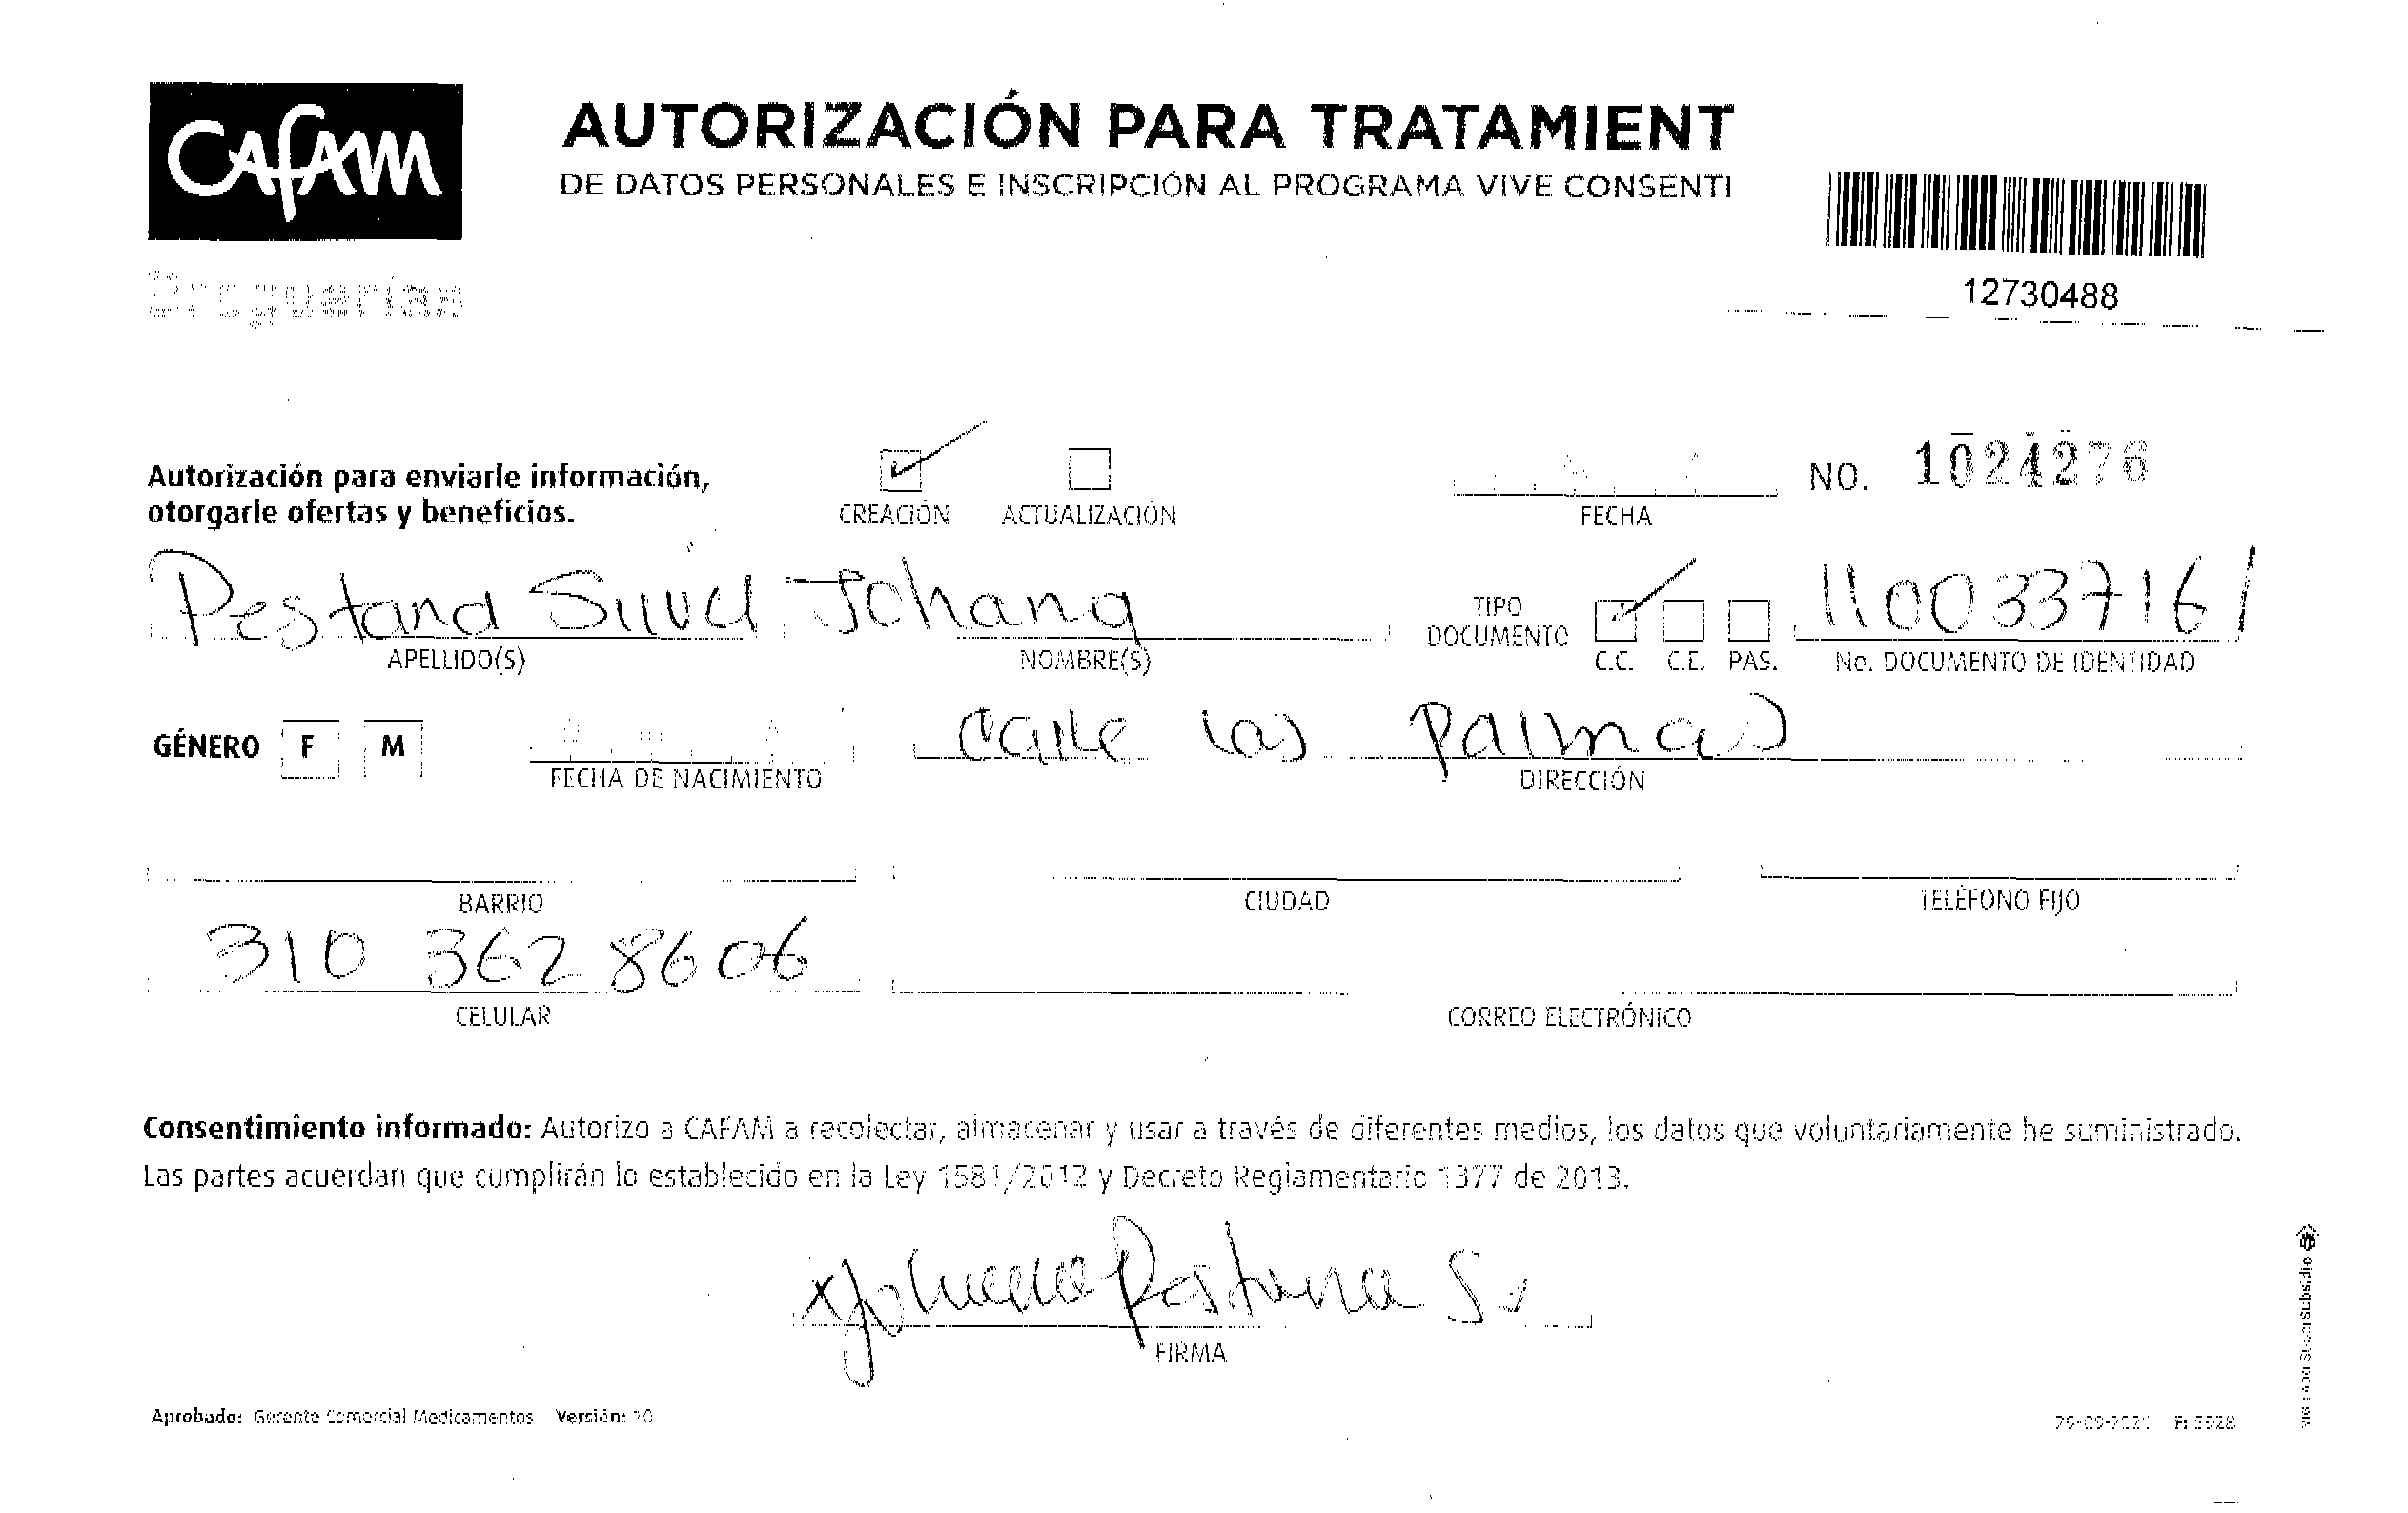 CAFAM
Droguerías
AUTORIZACIÓN PARA TRATAMIENT
DE DATOS PERSONALES E INSCRIPCIÓN AL PROGRAMA VIVE CONSENTI
12730488
Autorización para enviarle información,
otorgarle ofertas y beneficios.
CREACIÓN ACTUALIZACIÓN
FECHA
NO. 1024276
Pestana Silva Johana
APELLIDO(S) NOMBRE(S)
TIPO
DOCUMENTO
C.C. C.E. PAS.
1100337161
No. DOCUMENTO DE IDENTIDAD
GÉNERO F M
FECHA DE NACIMIENTO
calle las palmas
DIRECCIÓN
BARRIO CIUDAD TELÉFONO FIJO
310 362 8606
CELULAR CORREO ELECTRÓNICO
Consentimiento informado: Autorizo a CAFAM a recolectar, almacenar y usar a través de diferentes medios, los datos que voluntariamente he suministrado.
Las partes acuerdan que cumplirán lo establecido en la Ley 1581/2012 y Decreto Reglamentario 1377 de 2013.
Johana Pestana S.
FIRMA
Aprobado: Gerente Comercial Medicamentos Versión: 10